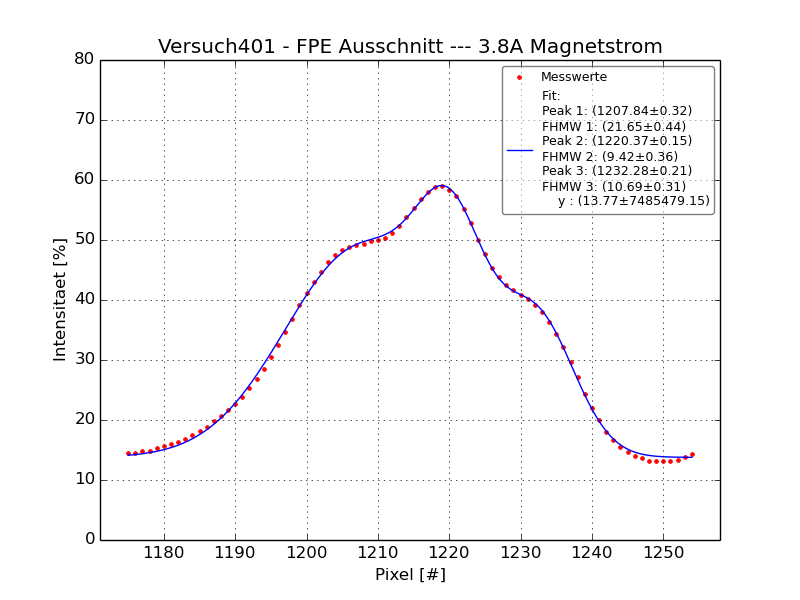 Versuch401 - FPE Ausschnitt --- 3.8A Magnetstrom
80
70
60
50
40
30
20
10
0
Intensitaet [%]
Messwerte
Fit:
Peak 1: (1207.84±0.32)
FHMW 1: (21.65±0.44)
Peak 2: (1220.37±0.15)
FHMW 2: (9.42±0.36)
Peak 3: (1232.28±0.21)
FHMW 3: (10.69±0.31)
y : (13.77±7485479.15)
1180 1190 1200 1210 1220 1230 1240 1250
Pixel [#]